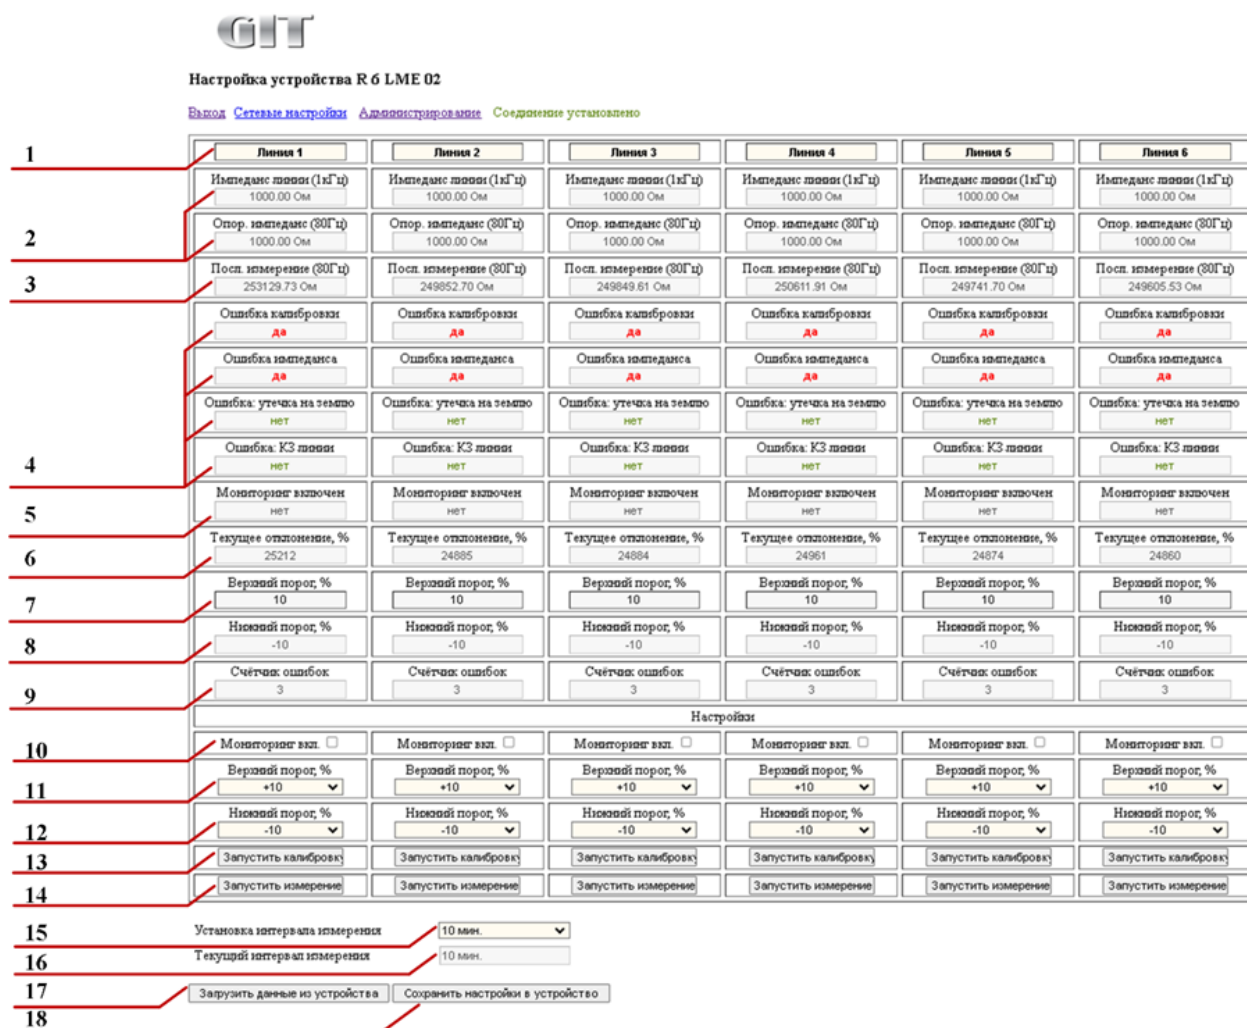 GIT
Настройка устройства R 6 LME 02
Выход Сетевые настройки Администрирование Соединение установлено
1 Линия 1 Линия 2 Линия 3 Линия 4 Линия 5 Линия 6
Импеданс линии (1кГц) Импеданс линии (1кГц) Импеданс линии (1кГц) Импеданс линии (1кГц) Импеданс линии (1кГц) Импеданс линии (1кГц)
1000.00 Ом 1000.00 Ом 1000.00 Ом 1000.00 Ом 1000.00 Ом 1000.00 Ом
Опор. импеданс (80Гц) Опор. импеданс (80Гц) Опор. импеданс (80Гц) Опор. импеданс (80Гц) Опор. импеданс (80Гц) Опор. импеданс (80Гц)
2 1000.00 Ом 1000.00 Ом 1000.00 Ом 1000.00 Ом 1000.00 Ом 1000.00 Ом
Посл. измерение (80Гц) Посл. измерение (80Гц) Посл. измерение (80Гц) Посл. измерение (80Гц) Посл. измерение (80Гц) Посл. измерение (80Гц)
3 253129.73 Ом 249852.70 Ом 249849.61 Ом 250611.91 Ом 249741.70 Ом 249605.53 Ом
Ошибка калибровки Ошибка калибровки Ошибка калибровки Ошибка калибровки Ошибка калибровки Ошибка калибровки
да да да да да да
Ошибка импеданса Ошибка импеданса Ошибка импеданса Ошибка импеданса Ошибка импеданса Ошибка импеданса
да да да да да да
Ошибка: утечка на землю Ошибка: утечка на землю Ошибка: утечка на землю Ошибка: утечка на землю Ошибка: утечка на землю Ошибка: утечка на землю
нет нет нет нет нет нет
Ошибка: КЗ линии Ошибка: КЗ линии Ошибка: КЗ линии Ошибка: КЗ линии Ошибка: КЗ линии Ошибка: КЗ линии
4 нет нет нет нет нет нет
Мониторинг включен Мониторинг включен Мониторинг включен Мониторинг включен Мониторинг включен Мониторинг включен
5 нет нет нет нет нет нет
Текущее отклонение, % Текущее отклонение, % Текущее отклонение, % Текущее отклонение, % Текущее отклонение, % Текущее отклонение, %
6 25212 24885 24884 24961 24874 24860
Верхний порог, % Верхний порог, % Верхний порог, % Верхний порог, % Верхний порог, % Верхний порог, %
7 10 10 10 10 10 10
Нижний порог, % Нижний порог, % Нижний порог, % Нижний порог, % Нижний порог, % Нижний порог, %
8 -10 -10 -10 -10 -10 -10
Счётчик ошибок Счётчик ошибок Счётчик ошибок Счётчик ошибок Счётчик ошибок Счётчик ошибок
9 3 3 3 3 3 3
Настройки
10 Мониторинг вкл. Мониторинг вкл. Мониторинг вкл. Мониторинг вкл. Мониторинг вкл. Мониторинг вкл.
Верхний порог, % Верхний порог, % Верхний порог, % Верхний порог, % Верхний порог, % Верхний порог, %
11 +10 +10 +10 +10 +10 +10
Нижний порог, % Нижний порог, % Нижний порог, % Нижний порог, % Нижний порог, % Нижний порог, %
12 -10 -10 -10 -10 -10 -10
13 Запустить калибровку Запустить калибровку Запустить калибровку Запустить калибровку Запустить калибровку Запустить калибровку
14 Запустить измерение Запустить измерение Запустить измерение Запустить измерение Запустить измерение Запустить измерение
15 Установка интервала измерения 10 мин.
16 Текущий интервал измерения 10 мин.
17 Загрузить данные из устройства Сохранить настройки в устройство
18